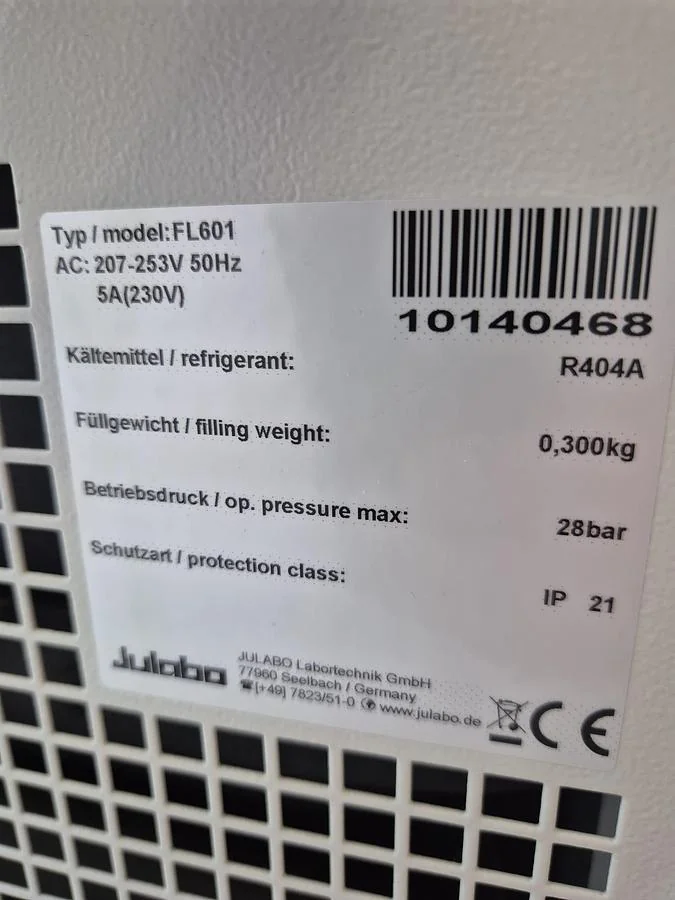 Typ / model:FL601
AC: 207-253V 50Hz
5A(230V)
10140468
Kältemittel / refrigerant: R404A
Füllgewicht / filling weight: 0,300kg
Betriebsdruck / op. pressure max: 28bar
Schutzart / protection class: IP 21
Julabo
JULABO Labortechnik GmbH
77960 Seelbach / Germany
☎(+49) 7823/51-0 www.julabo.de
CE